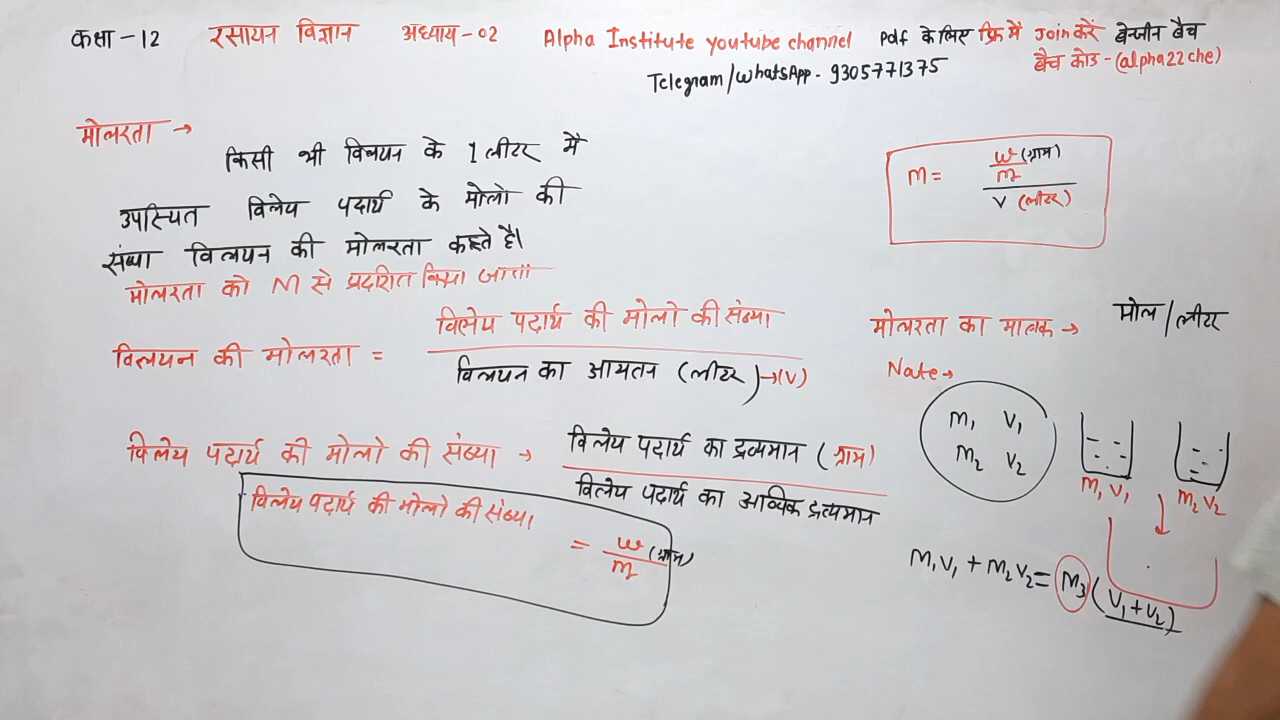 कक्षा -12 रसायन विज्ञान अध्याय -02 Alpha Institute youtube channel Pdf के लिए फ्रि में Join करें बेन्जीन बैच
Telegram/WhatsApp - 9305771375 बैच कोड - (alpha22che)
मोलरता →
किसी भी विलयन के 1 लीटर में
उपस्थित विलेय पदार्थ के मोलो की
संख्या विलयन की मोलरता कहते है।
मोलरता को M से प्रदर्शित किया जाता
विलयन की मोलरता = विलेय पदार्थ की मोलो की संख्या
विलयन का आयतन (लीटर) →(V)
विलेय पदार्थ की मोलो की संख्या → विलेय पदार्थ का द्रव्यमान (ग्राम)
विलेय पदार्थ का आण्विक द्रव्यमान
विलेय पदार्थ की मोलो की संख्या
= w (ग्राम)
m
M = w (ग्राम)
m
V (लीटर)
मोलरता का मात्रक → मोल/लीटर
Note →
M₁ V₁
M₂ V₂
M₁ V₁ M₂ V₂
M₁V₁ + M₂V₂ = M₃ (V₁+V₂)